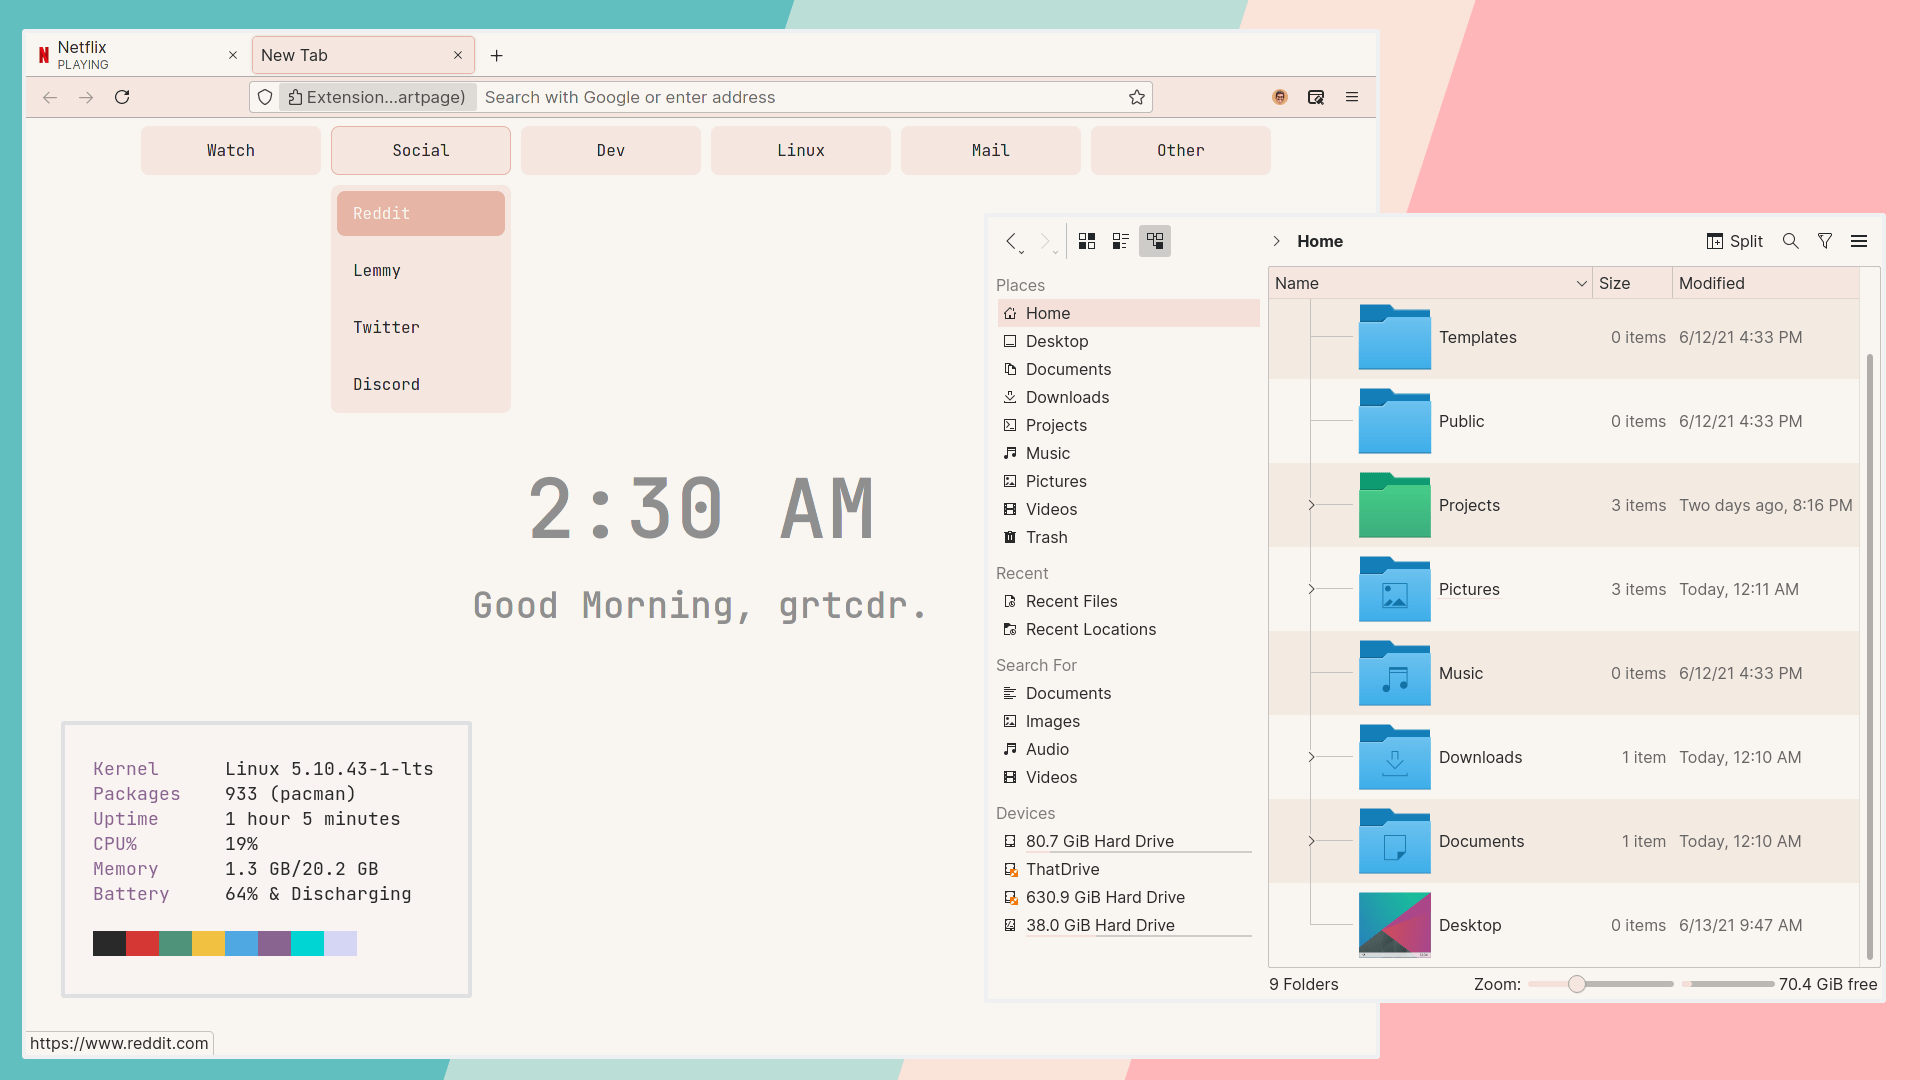 Netflix
PLAYING
New Tab
Extension...artpage)
Search with Google or enter address
Watch
Social
Dev
Linux
Mail
Other
Reddit
Lemmy
Twitter
Discord
2:30 AM
Good Morning, grtcdr.
Kernel Linux 5.10.43-1-lts
Packages 933 (pacman)
Uptime 1 hour 5 minutes
CPU% 19%
Memory 1.3 GB/20.2 GB
Battery 64% & Discharging
https://www.reddit.com
Home
Split
Places
Home
Desktop
Documents
Downloads
Projects
Music
Pictures
Videos
Trash
Recent
Recent Files
Recent Locations
Search For
Documents
Images
Audio
Videos
Devices
80.7 GiB Hard Drive
ThatDrive
630.9 GiB Hard Drive
38.0 GiB Hard Drive
Name Size Modified
Templates 0 items 6/12/21 4:33 PM
Public 0 items 6/12/21 4:33 PM
Projects 3 items Two days ago, 8:16 PM
Pictures 3 items Today, 12:11 AM
Music 0 items 6/12/21 4:33 PM
Downloads 1 item Today, 12:10 AM
Documents 1 item Today, 12:10 AM
Desktop 0 items 6/13/21 9:47 AM
9 Folders
Zoom:
70.4 GiB free